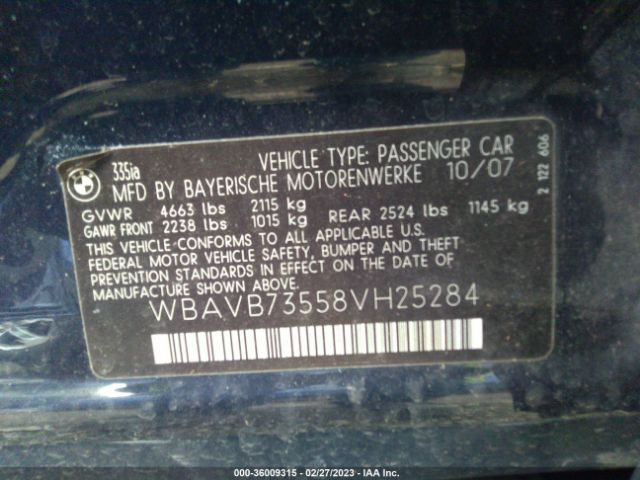 335ia VEHICLE TYPE: PASSENGER CAR
MFD BY BAYERISCHE MOTORENWERKE 10/07
GVWR 4663 lbs 2115 kg
GAWR FRONT 2238 lbs 1015 kg REAR 2524 lbs 1145 kg
THIS VEHICLE CONFORMS TO ALL APPLICABLE U.S.
FEDERAL MOTOR VEHICLE SAFETY, BUMPER AND THEFT
PREVENTION STANDARDS IN EFFECT ON THE DATE OF
MANUFACTURE SHOWN ABOVE.
WBAVB73558VH25284
2 122 606
BMW
000-36009315 - 02/27/2023 - IAA Inc.